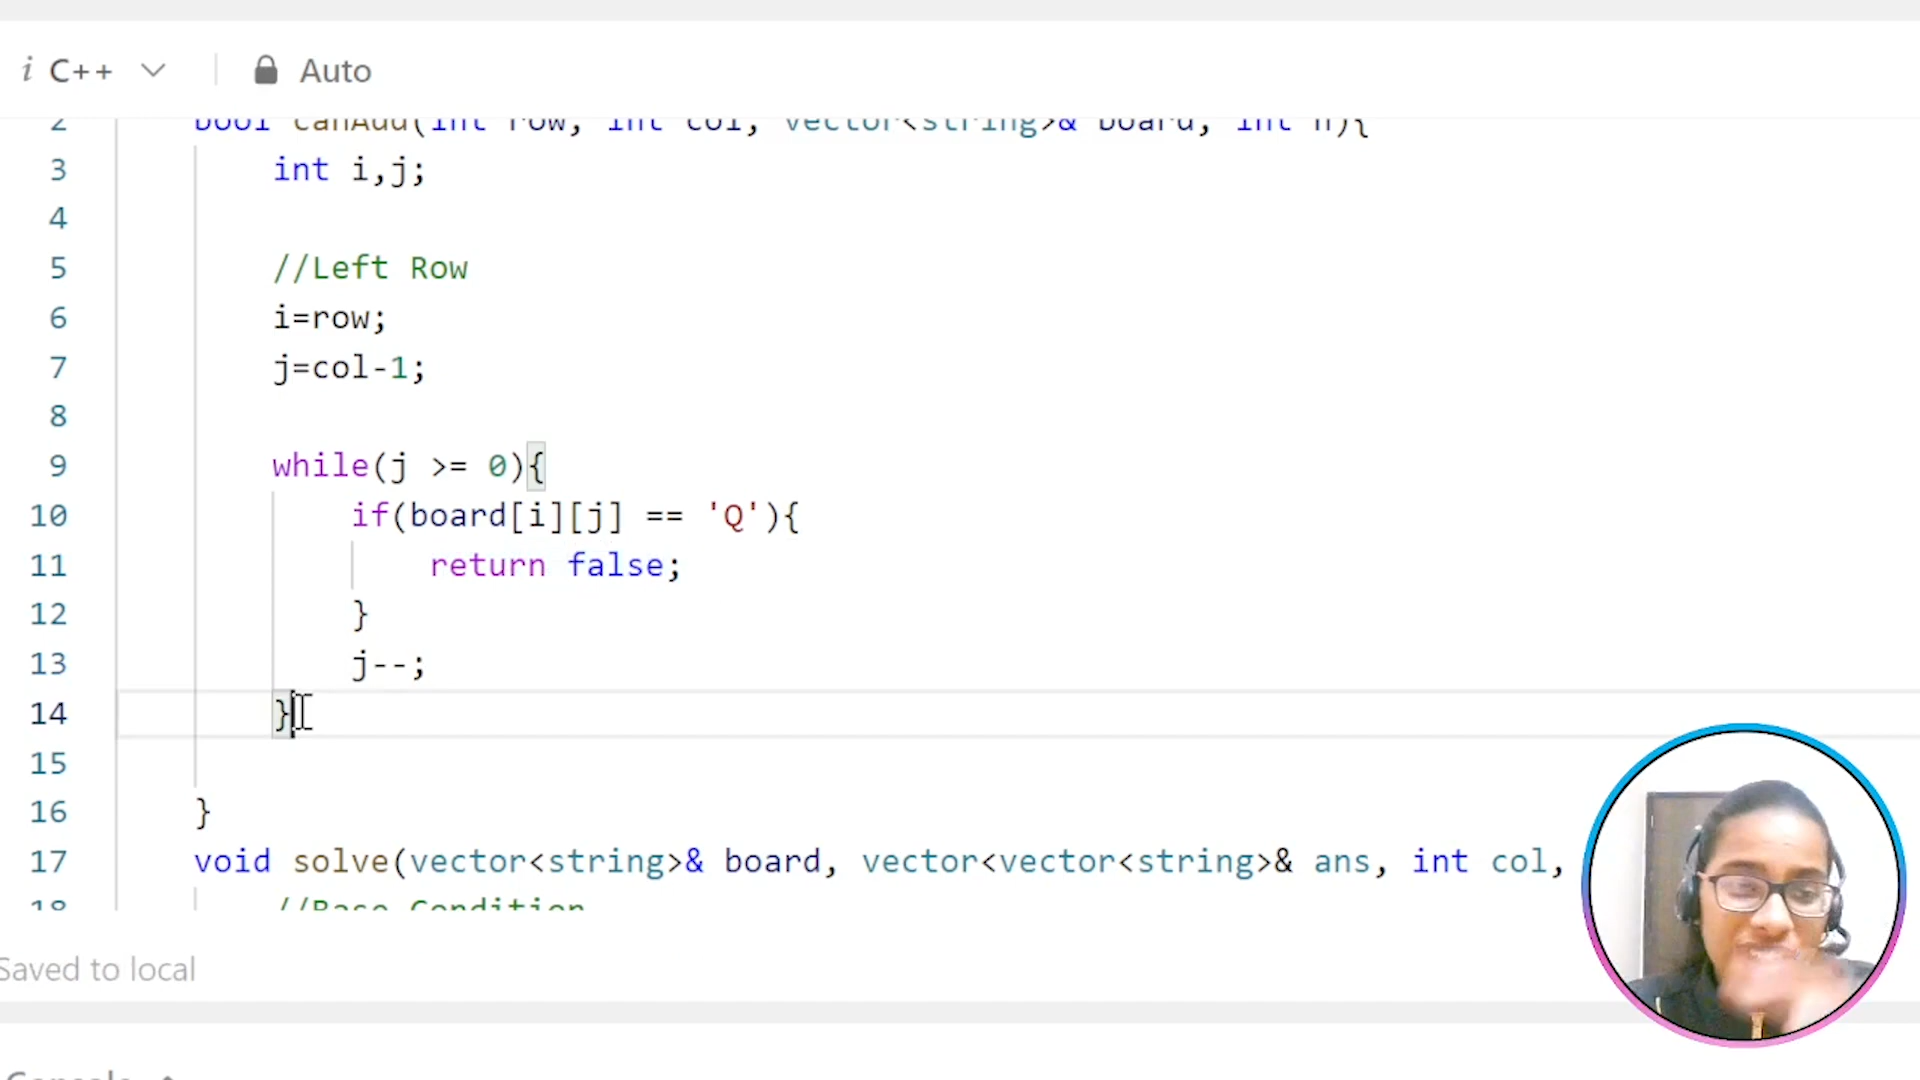 i C++ Auto
2 bool canAdd(int row, int col, vector<string>& board, int n){
3 int i,j;
4
5 //Left Row
6 i=row;
7 j=col-1;
8
9 while(j >= 0){
10 if(board[i][j] == 'Q'){
11 return false;
12 }
13 j--;
14 }
15
16 }
17 void solve(vector<string>& board, vector<vector<string>& ans, int col,
18 //Base Condition
Saved to local
Console